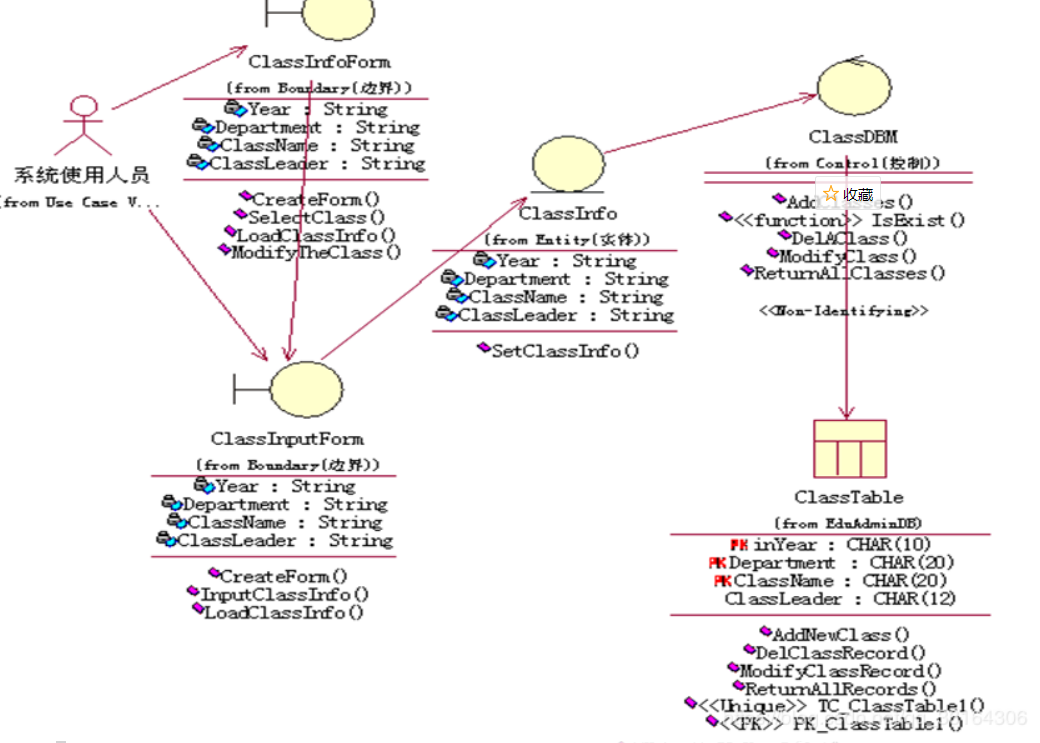 ClassInfoForm
(from Boundary(边界))
Year : String
Department : String
ClassName : String
ClassLeader : String
CreateForm()
SelectClass()
LoadClassInfo()
ModifyTheClass()
系统使用人员
(from Use Case V...
ClassInputForm
(from Boundary(边界))
Year : String
Department : String
ClassName : String
ClassLeader : String
CreateForm()
InputClassInfo()
LoadClassInfo()
ClassInfo
(from Entity(实体))
Year : String
Department : String
ClassName : String
ClassLeader : String
SetClassInfo()
ClassDBM
(from Control(控制))
收藏
<<function>> IsExist()
DelAClass()
ModifyClass()
ReturnAllClasses()
<<Non-Identifying>>
ClassTable
(from EduAdminDB)
PK inYear : CHAR(10)
PK Department : CHAR(20)
PK ClassName : CHAR(20)
ClassLeader : CHAR(12)
AddNewClass()
DelClassRecord()
ModifyClassRecord()
ReturnAllRecords()
<<Unique>> TC_ClassTable1()
<<PK>> PK_ClassTable1()